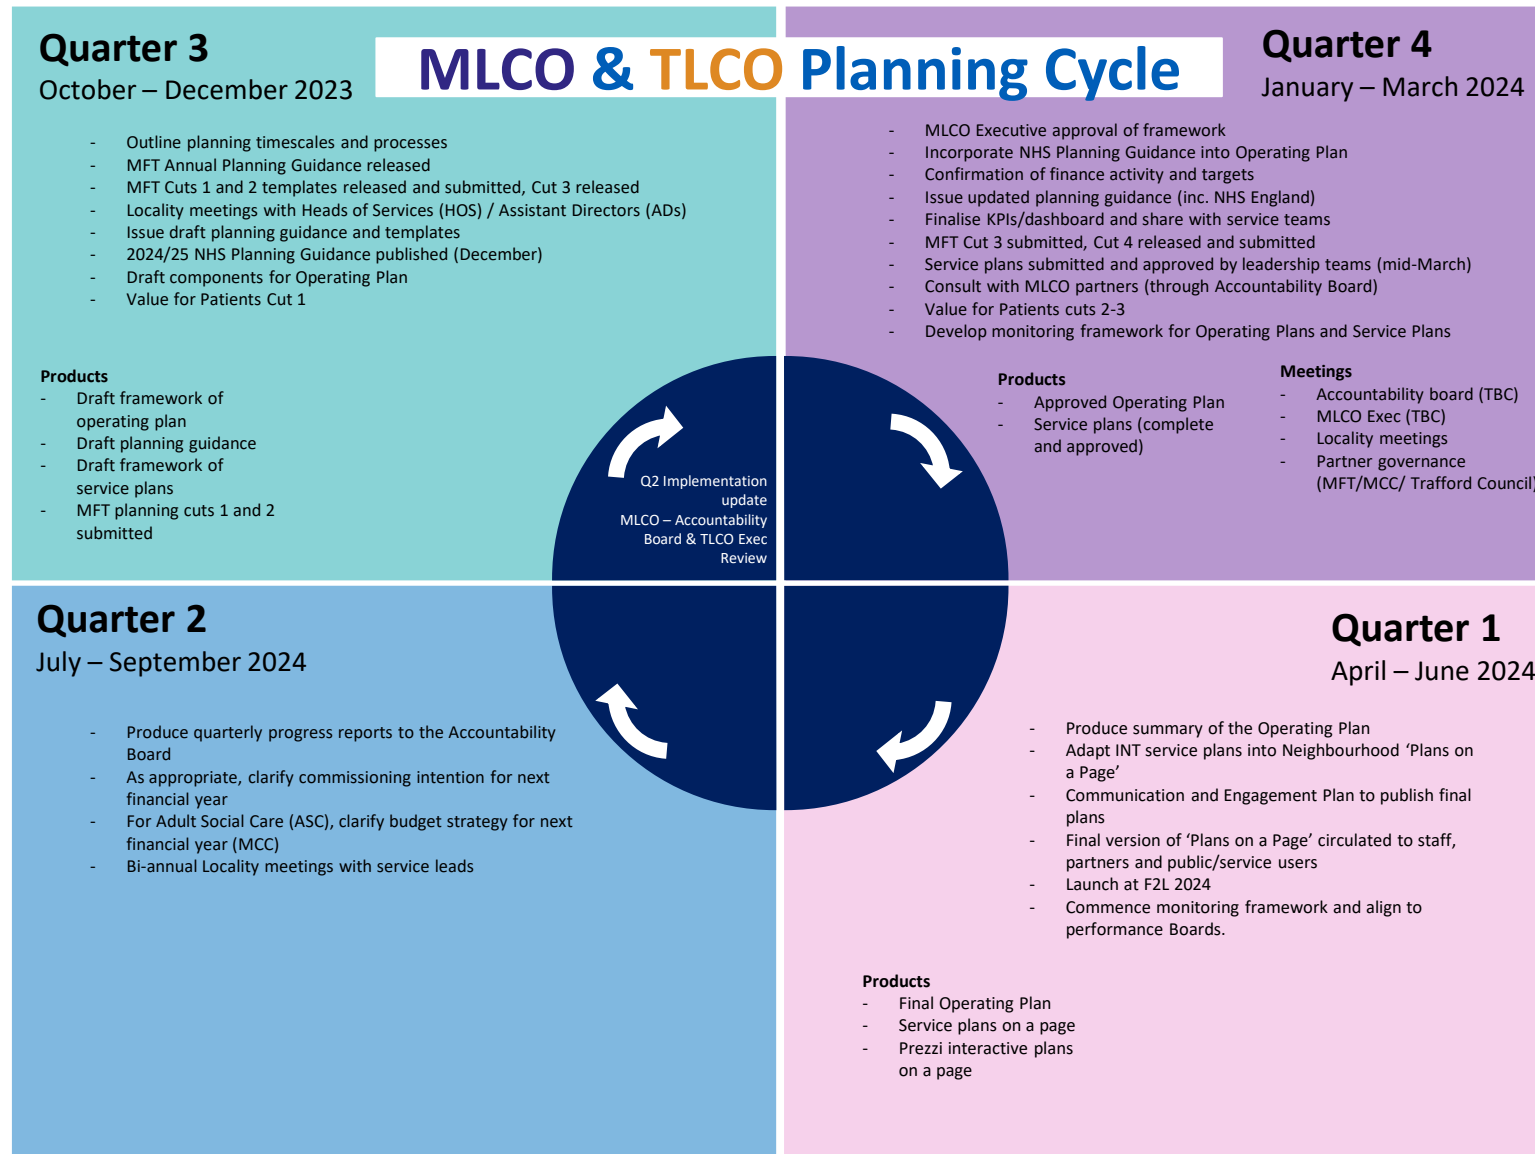 MLCO & TLCO Planning Cycle
Quarter 3
October – December 2023
- Outline planning timescales and processes
- MFT Annual Planning Guidance released
- MFT Cuts 1 and 2 templates released and submitted, Cut 3 released
- Locality meetings with Heads of Services (HOS) / Assistant Directors (ADs)
- Issue draft planning guidance and templates
- 2024/25 NHS Planning Guidance published (December)
- Draft components for Operating Plan
- Value for Patients Cut 1
Products
- Draft framework of
operating plan
- Draft planning guidance
- Draft framework of
service plans
- MFT planning cuts 1 and 2
submitted
Q2 Implementation
update
MLCO – Accountability
Board & TLCO Exec
Review
Quarter 4
January – March 2024
- MLCO Executive approval of framework
- Incorporate NHS Planning Guidance into Operating Plan
- Confirmation of finance activity and targets
- Issue updated planning guidance (inc. NHS England)
- Finalise KPIs/dashboard and share with service teams
- MFT Cut 3 submitted, Cut 4 released and submitted
- Service plans submitted and approved by leadership teams (mid-March)
- Consult with MLCO partners (through Accountability Board)
- Value for Patients cuts 2-3
- Develop monitoring framework for Operating Plans and Service Plans
Products
- Approved Operating Plan
- Service plans (complete
and approved)
Meetings
- Accountability board (TBC)
- MLCO Exec (TBC)
- Locality meetings
- Partner governance
(MFT/MCC/ Trafford Council)
Quarter 2
July – September 2024
- Produce quarterly progress reports to the Accountability
Board
- As appropriate, clarify commissioning intention for next
financial year
- For Adult Social Care (ASC), clarify budget strategy for next
financial year (MCC)
- Bi-annual Locality meetings with service leads
Quarter 1
April – June 2024
- Produce summary of the Operating Plan
- Adapt INT service plans into Neighbourhood ‘Plans on
a Page’
- Communication and Engagement Plan to publish final
plans
- Final version of ‘Plans on a Page’ circulated to staff,
partners and public/service users
- Launch at F2L 2024
- Commence monitoring framework and align to
performance Boards.
Products
- Final Operating Plan
- Service plans on a page
- Prezzi interactive plans
on a page